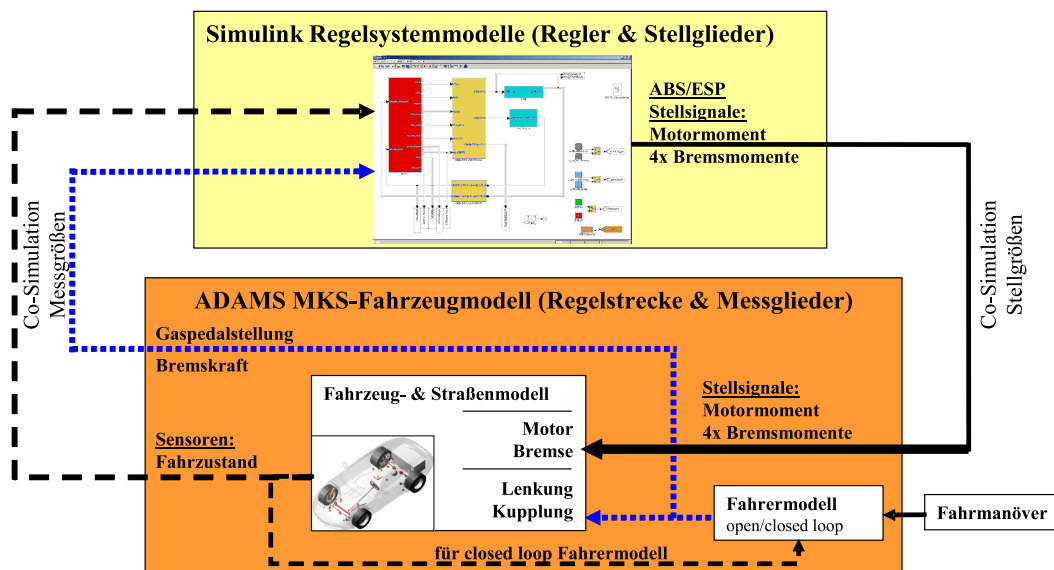 Simulink Regelsystemmodelle (Regler & Stellglieder)
ABS/ESP
Stellsignale:
Motormoment
4x Bremsmomente
Co-Simulation
Messgrößen
Co-Simulation
Stellgrößen
ADAMS MKS-Fahrzeugmodell (Regelstrecke & Messglieder)
Gaspedalstellung
Bremskraft
Fahrzeug- & Straßenmodell
Motor
Bremse
Lenkung
Kupplung
Stellsignale:
Motormoment
4x Bremsmomente
Sensoren:
Fahrzustand
Fahrermodell
open/closed loop
Fahrmanöver
für closed loop Fahrermodell